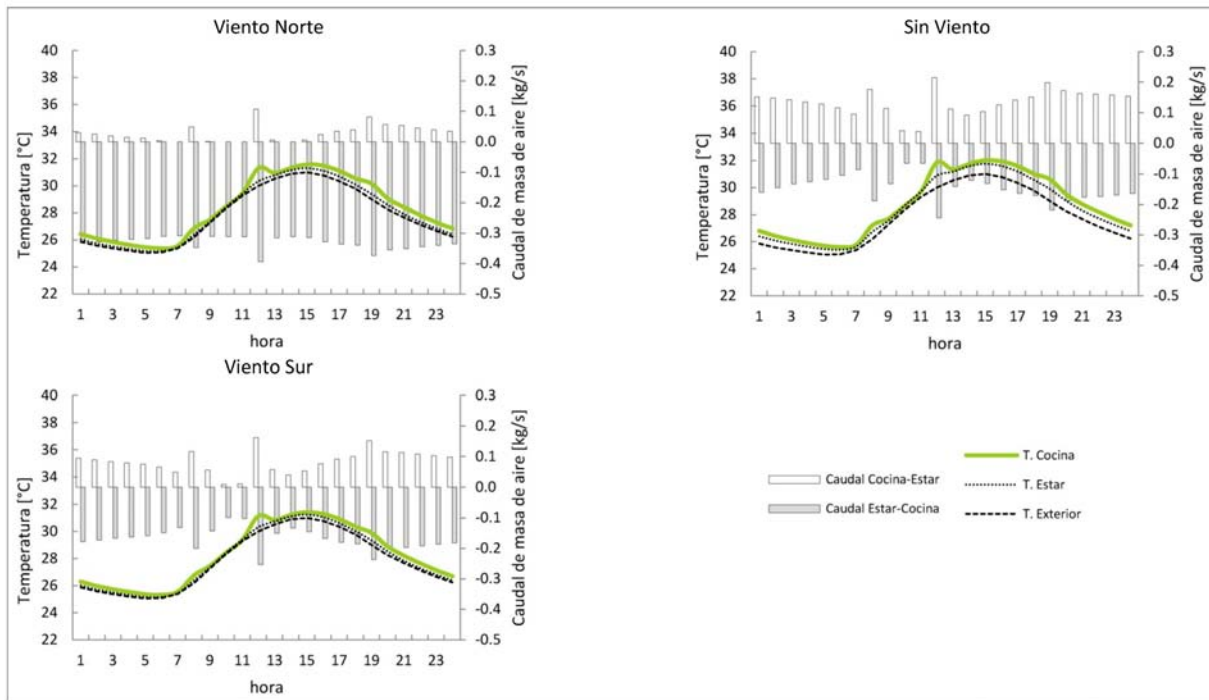 Viento Norte
40
38
36
34
32
30
28
26
24
22
Temperatura [°C]
0.3
0.2
0.1
0.0
-0.1
-0.2
-0.3
-0.4
-0.5
Caudal de masa de aire [kg/s]
1 3 5 7 9 11 13 15 17 19 21 23
hora
Sin Viento
40
38
36
34
32
30
28
26
24
22
Temperatura [°C]
0.3
0.2
0.1
0.0
-0.1
-0.2
-0.3
-0.4
-0.5
Caudal de masa de aire [kg/s]
1 3 5 7 9 11 13 15 17 19 21 23
hora
Viento Sur
40
38
36
34
32
30
28
26
24
22
Temperatura [°C]
0.3
0.2
0.1
0.0
-0.1
-0.2
-0.3
-0.4
-0.5
Caudal de masa de aire [kg/s]
1 3 5 7 9 11 13 15 17 19 21 23
hora
Caudal Cocina-Estar
Caudal Estar-Cocina
T. Cocina
T. Estar
T. Exterior